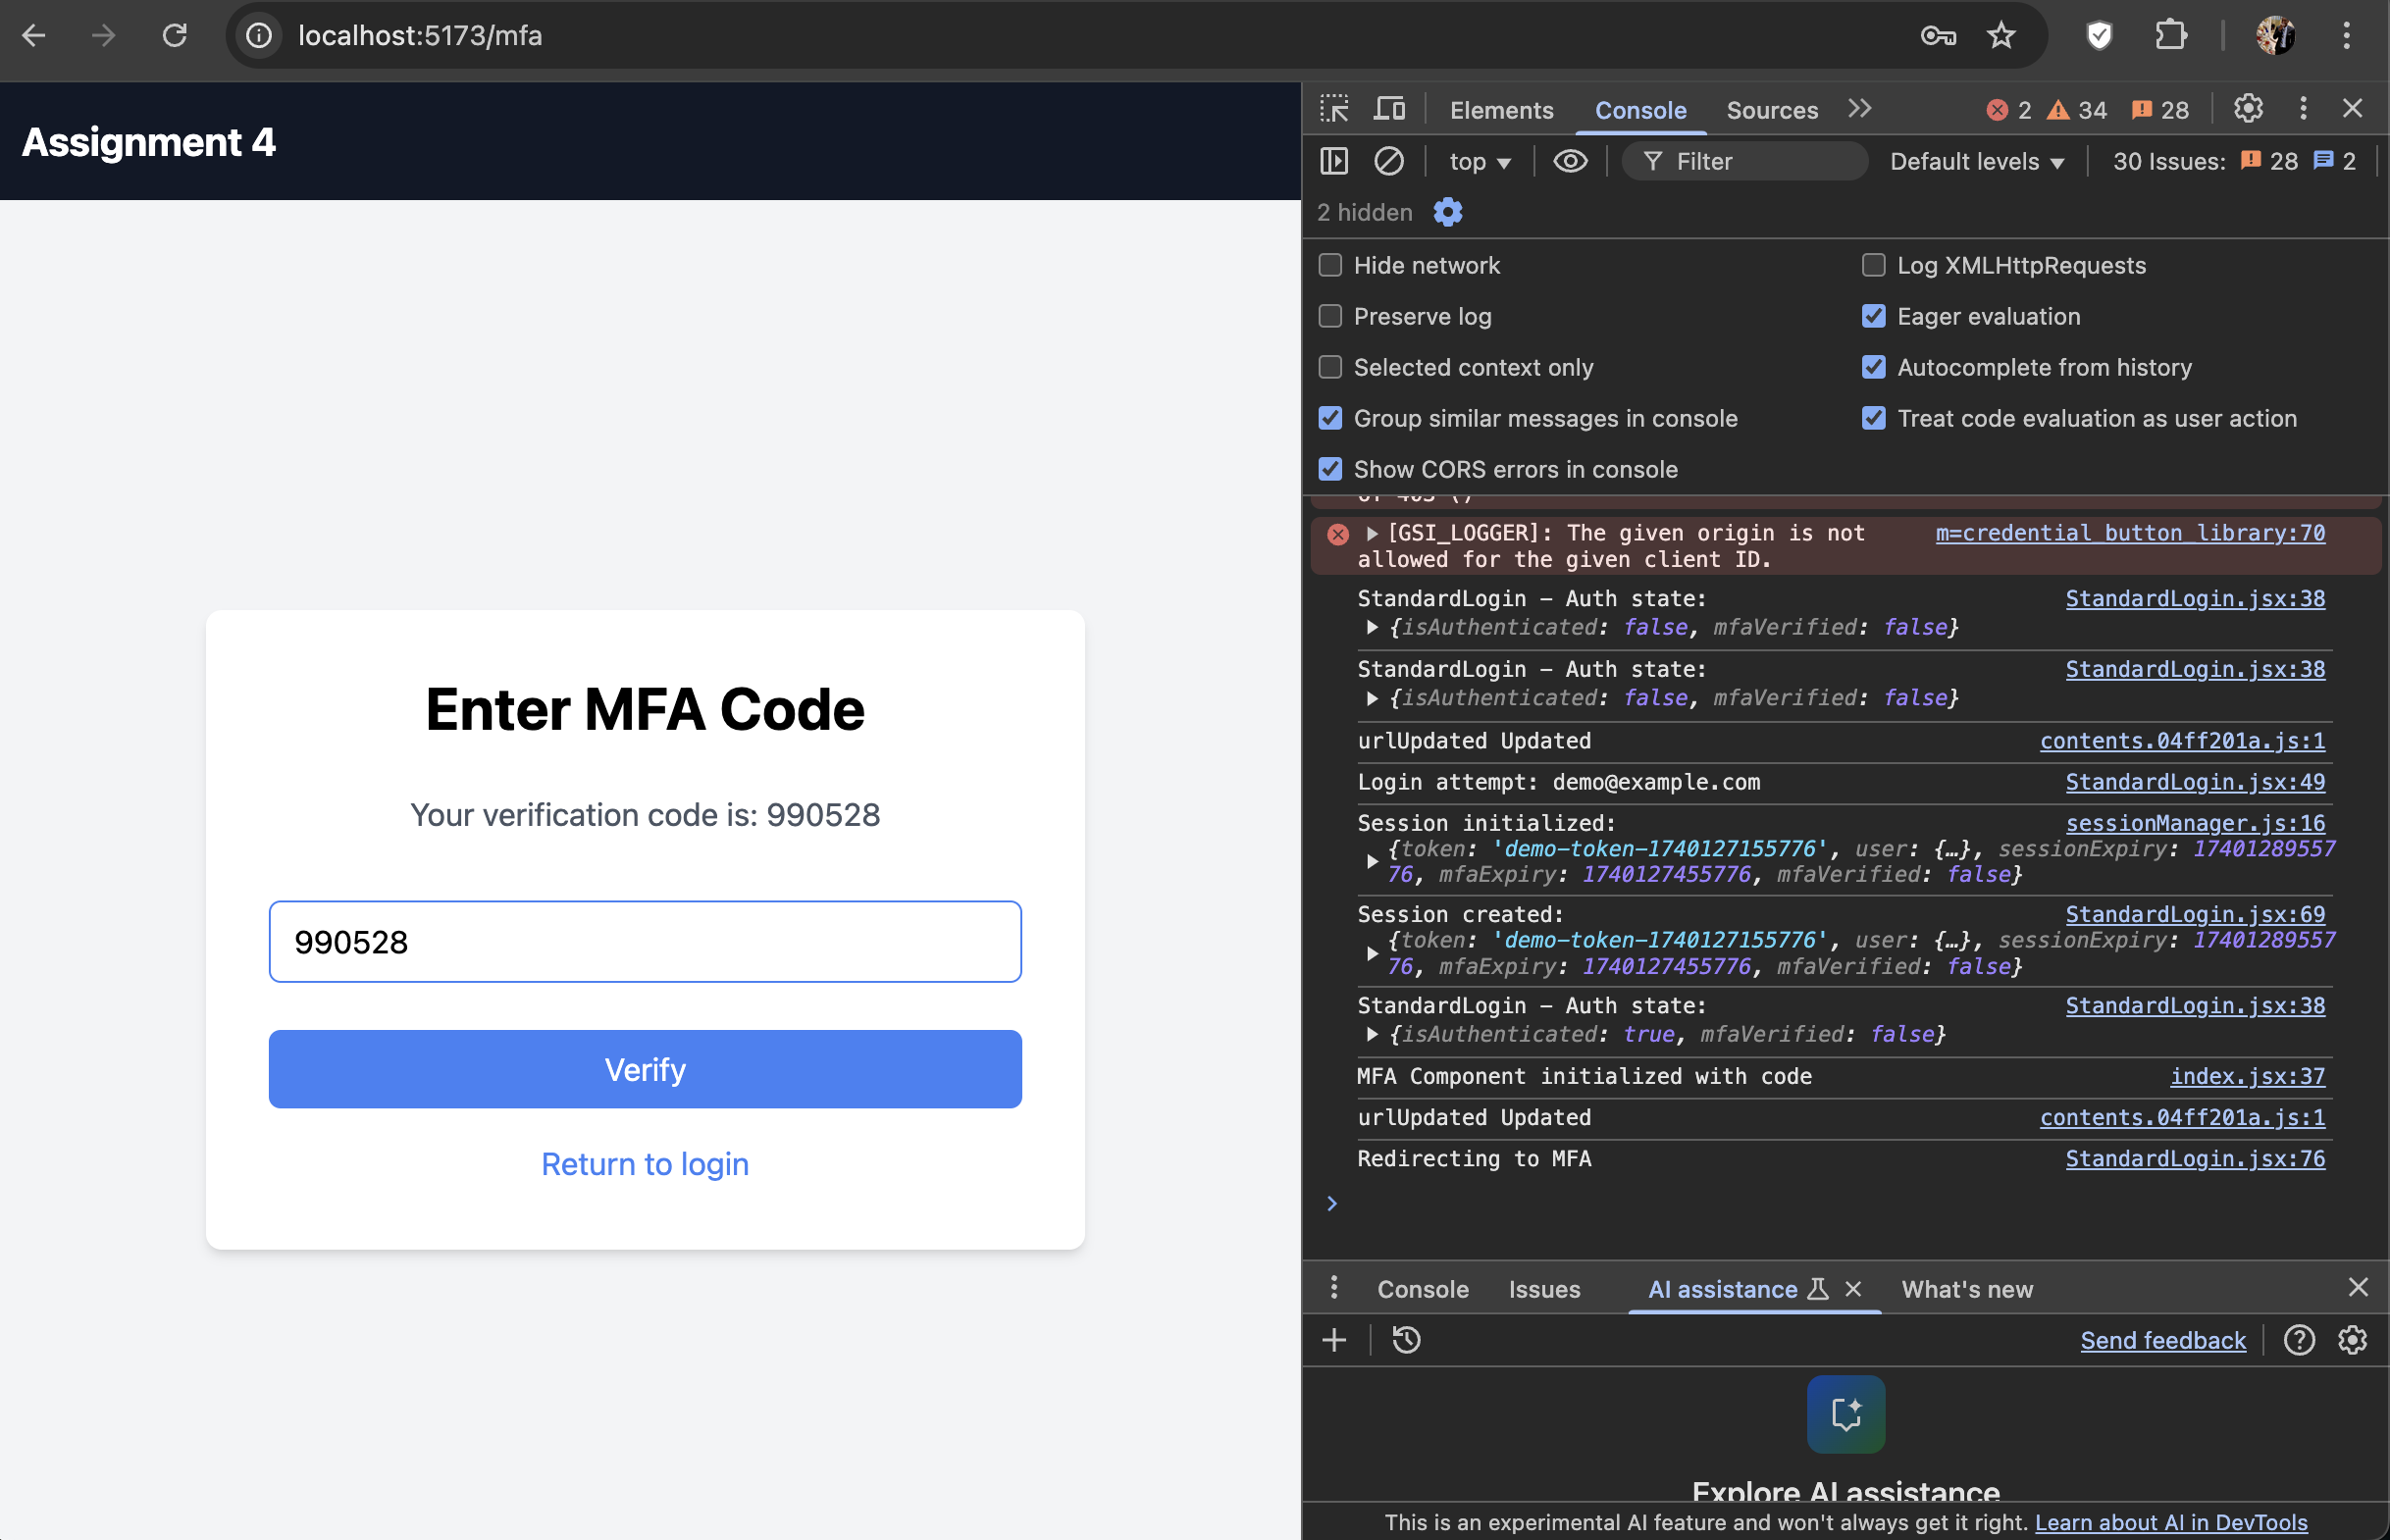 localhost:5173/mfa
Assignment 4
Enter MFA Code
Your verification code is: 990528
990528
Verify
Return to login
Elements Console Sources 2 34 28
top Filter Default levels 30 Issues: 28 2
2 hidden
Hide network Log XMLHttpRequests
Preserve log Eager evaluation
Selected context only Autocomplete from history
Group similar messages in console Treat code evaluation as user action
Show CORS errors in console
of 403 ()
[GSI_LOGGER]: The given origin is not m=credential_button_library:70
allowed for the given client ID.
StandardLogin – Auth state: StandardLogin.jsx:38
{isAuthenticated: false, mfaVerified: false}
StandardLogin – Auth state: StandardLogin.jsx:38
{isAuthenticated: false, mfaVerified: false}
urlUpdated Updated contents.04ff201a.js:1
Login attempt: demo@example.com StandardLogin.jsx:49
Session initialized: sessionManager.js:16
{token: 'demo-token-1740127155776', user: {…}, sessionExpiry: 17401289557
76, mfaExpiry: 1740127455776, mfaVerified: false}
Session created: StandardLogin.jsx:69
{token: 'demo-token-1740127155776', user: {…}, sessionExpiry: 17401289557
76, mfaExpiry: 1740127455776, mfaVerified: false}
StandardLogin – Auth state: StandardLogin.jsx:38
{isAuthenticated: true, mfaVerified: false}
MFA Component initialized with code index.jsx:37
urlUpdated Updated contents.04ff201a.js:1
Redirecting to MFA StandardLogin.jsx:76
Console Issues AI assistance What's new
Send feedback
Explore AI assistance
This is an experimental AI feature and won't always get it right. Learn about AI in DevTools